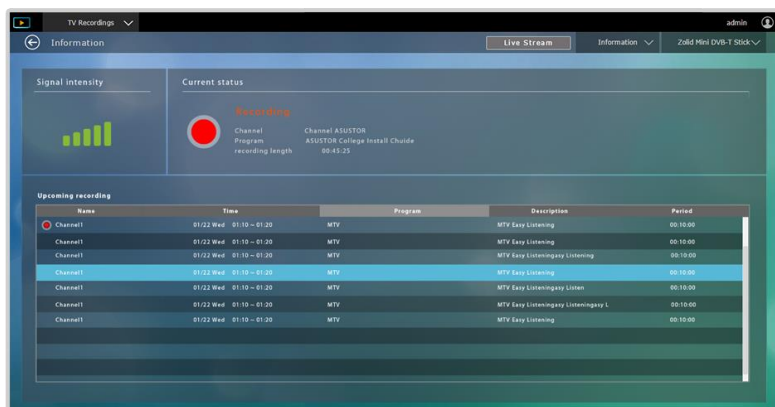 TV Recordings admin
Information Live Stream Information Zolid Mini DVB-T Stick
Signal intensity
Current status
Recording
Channel Channel ASUSTOR
Program ASUSTOR College Install Chuide
recording length 00:43-25
Upcoming recording
Name Time Program Description Period
Channel1 01/22 Wed 01:10 ~ 01:20 MTV MTV Easy Listening 00:10:00
Channel1 01/22 Wed 01:10 ~ 01:20 MTV MTV Easy Listening 00:10:00
Channel1 01/22 Wed 01:10 ~ 01:20 MTV MTV Easy Listeningasy Listening 00:10:00
Channel1 01/22 Wed 01:10 ~ 01:20 MTV MTV Easy Listening 00:10:00
Channel1 01/22 Wed 01:10 ~ 01:20 MTV MTV Easy Listeningasy Listen 00:10:00
Channel1 01/22 Wed 01:10 ~ 01:20 MTV MTV Easy Listeningasy Listeningasy L 00:10:00
Channel1 01/22 Wed 01:10 ~ 01:20 MTV MTV Easy Listening 00:10:00